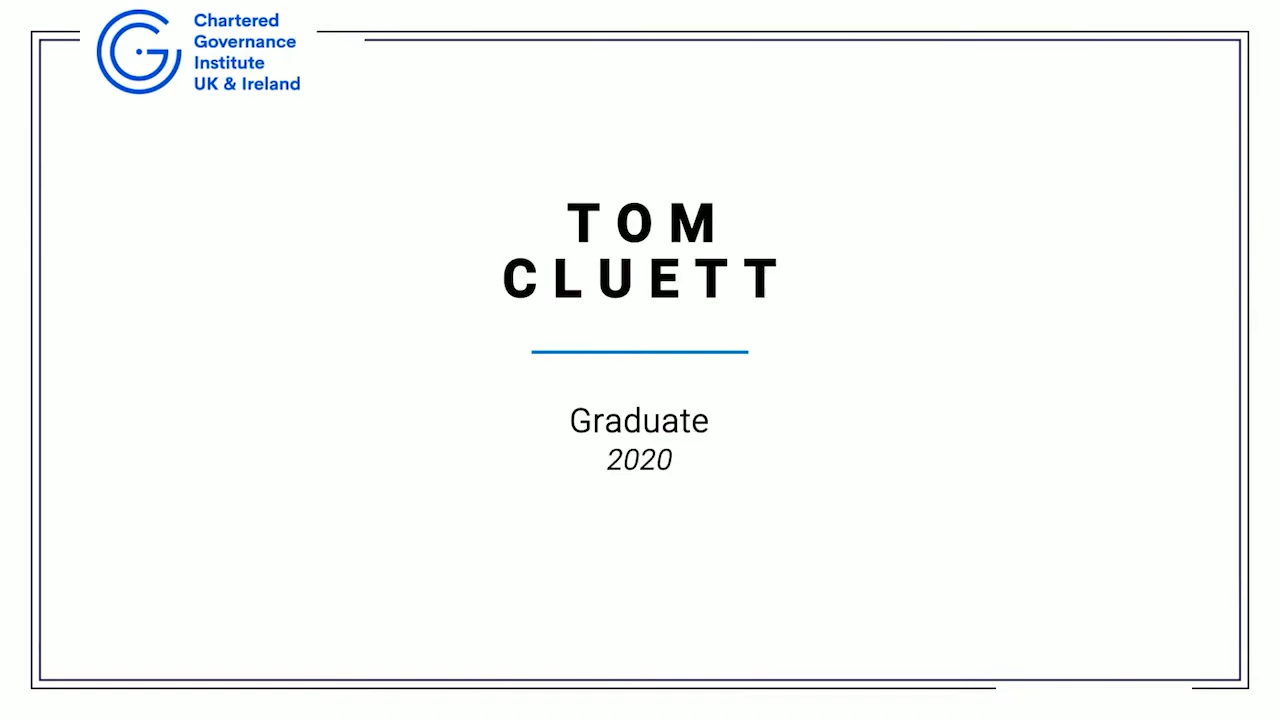 Chartered
Governance
Institute
UK & Ireland
TOM
CLUETT
Graduate
2020